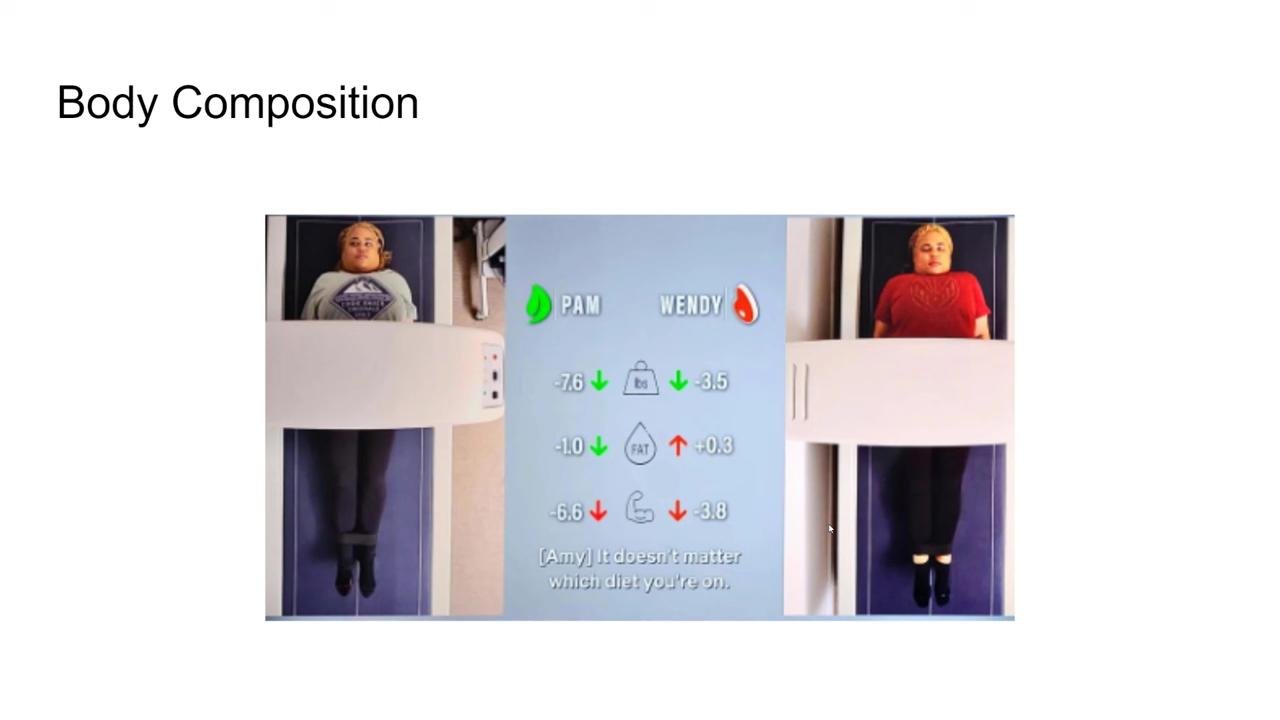 Body Composition
PAM WENDY
-7.6 lbs -3.5
-1.0 FAT +0.3
-6.6 -3.8
[Amy] It doesn't matter
which diet you're on.